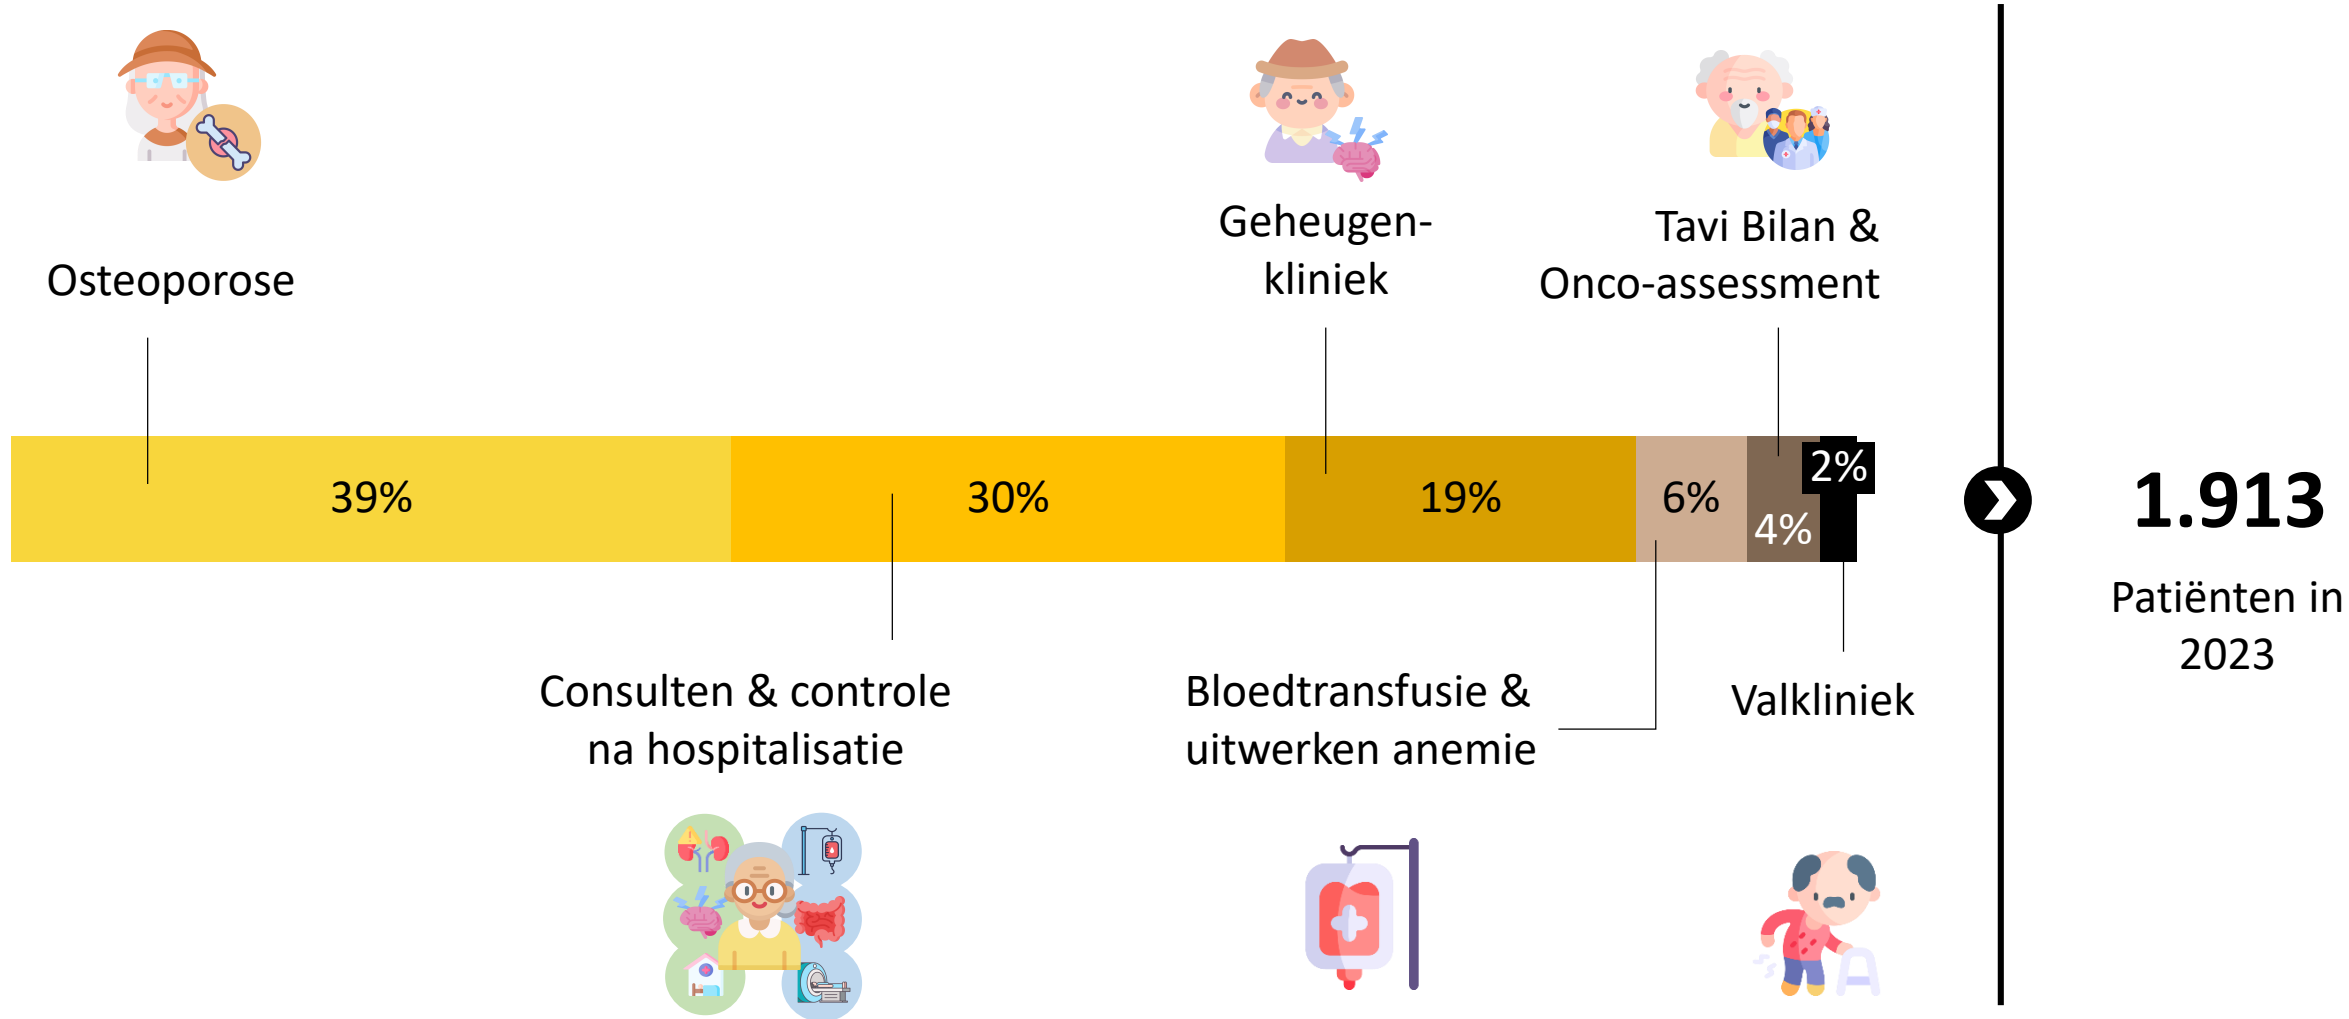 Osteoporose
Geheugen-
kliniek
Tavi Bilan &
Onco-assessment
39%
30%
19%
6%
4%
2%
Consulten & controle
na hospitalisatie
Bloedtransfusie &
uitwerken anemie
Valkliniek
1.913
Patiënten in
2023